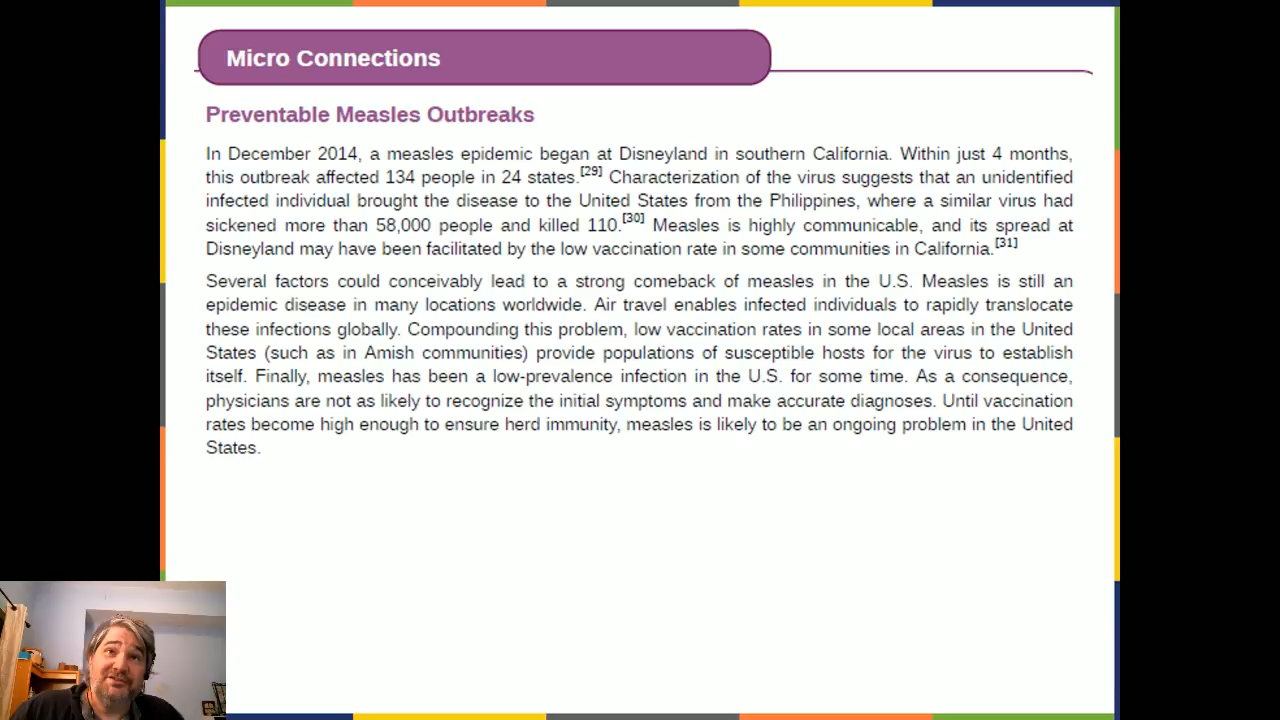 Micro Connections
Preventable Measles Outbreaks
In December 2014, a measles epidemic began at Disneyland in southern California. Within just 4 months,
this outbreak affected 134 people in 24 states.[29] Characterization of the virus suggests that an unidentified
infected individual brought the disease to the United States from the Philippines, where a similar virus had
sickened more than 58,000 people and killed 110.[30] Measles is highly communicable, and its spread at
Disneyland may have been facilitated by the low vaccination rate in some communities in California.[31]
Several factors could conceivably lead to a strong comeback of measles in the U.S. Measles is still an
epidemic disease in many locations worldwide. Air travel enables infected individuals to rapidly translocate
these infections globally. Compounding this problem, low vaccination rates in some local areas in the United
States (such as in Amish communities) provide populations of susceptible hosts for the virus to establish
itself. Finally, measles has been a low-prevalence infection in the U.S. for some time. As a consequence,
physicians are not as likely to recognize the initial symptoms and make accurate diagnoses. Until vaccination
rates become high enough to ensure herd immunity, measles is likely to be an ongoing problem in the United
States.